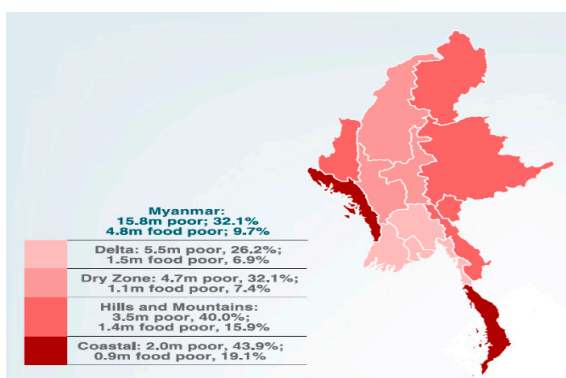 Myanmar:
15.8m poor; 32.1%
4.8m food poor; 9.7%
Delta: 5.5m poor, 26.2%;
1.5m food poor, 6.9%
Dry Zone: 4.7m poor, 32.1%;
1.1m food poor, 7.4%
Hills and Mountains:
3.5m poor, 40.0%;
1.4m food poor, 15.9%
Coastal: 2.0m poor, 43.9%;
0.9m food poor, 19.1%